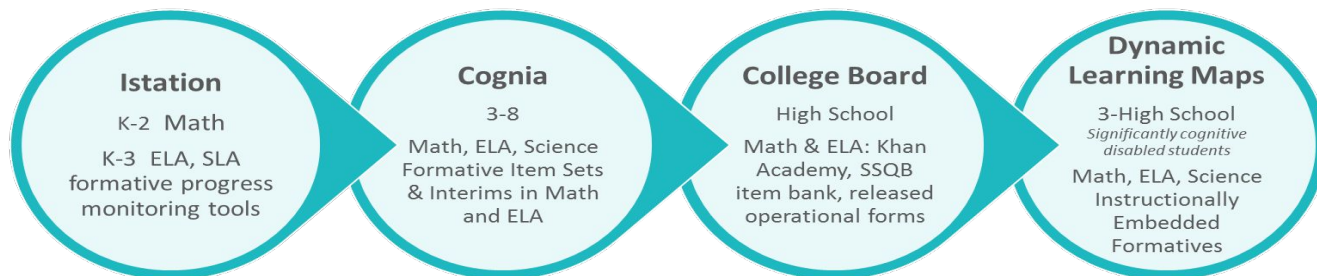 Istation
K-2 Math
K-3 ELA, SLA
formative progress
monitoring tools
Cognia
3-8
Math, ELA, Science
Formative Item Sets
& Interims in Math
and ELA
College Board
High School
Math & ELA: Khan
Academy, SSQB
item bank, released
operational forms
Dynamic
Learning Maps
3-High School
Significantly cognitive
disabled students
Math, ELA, Science
Instructionally
Embedded
Formatives